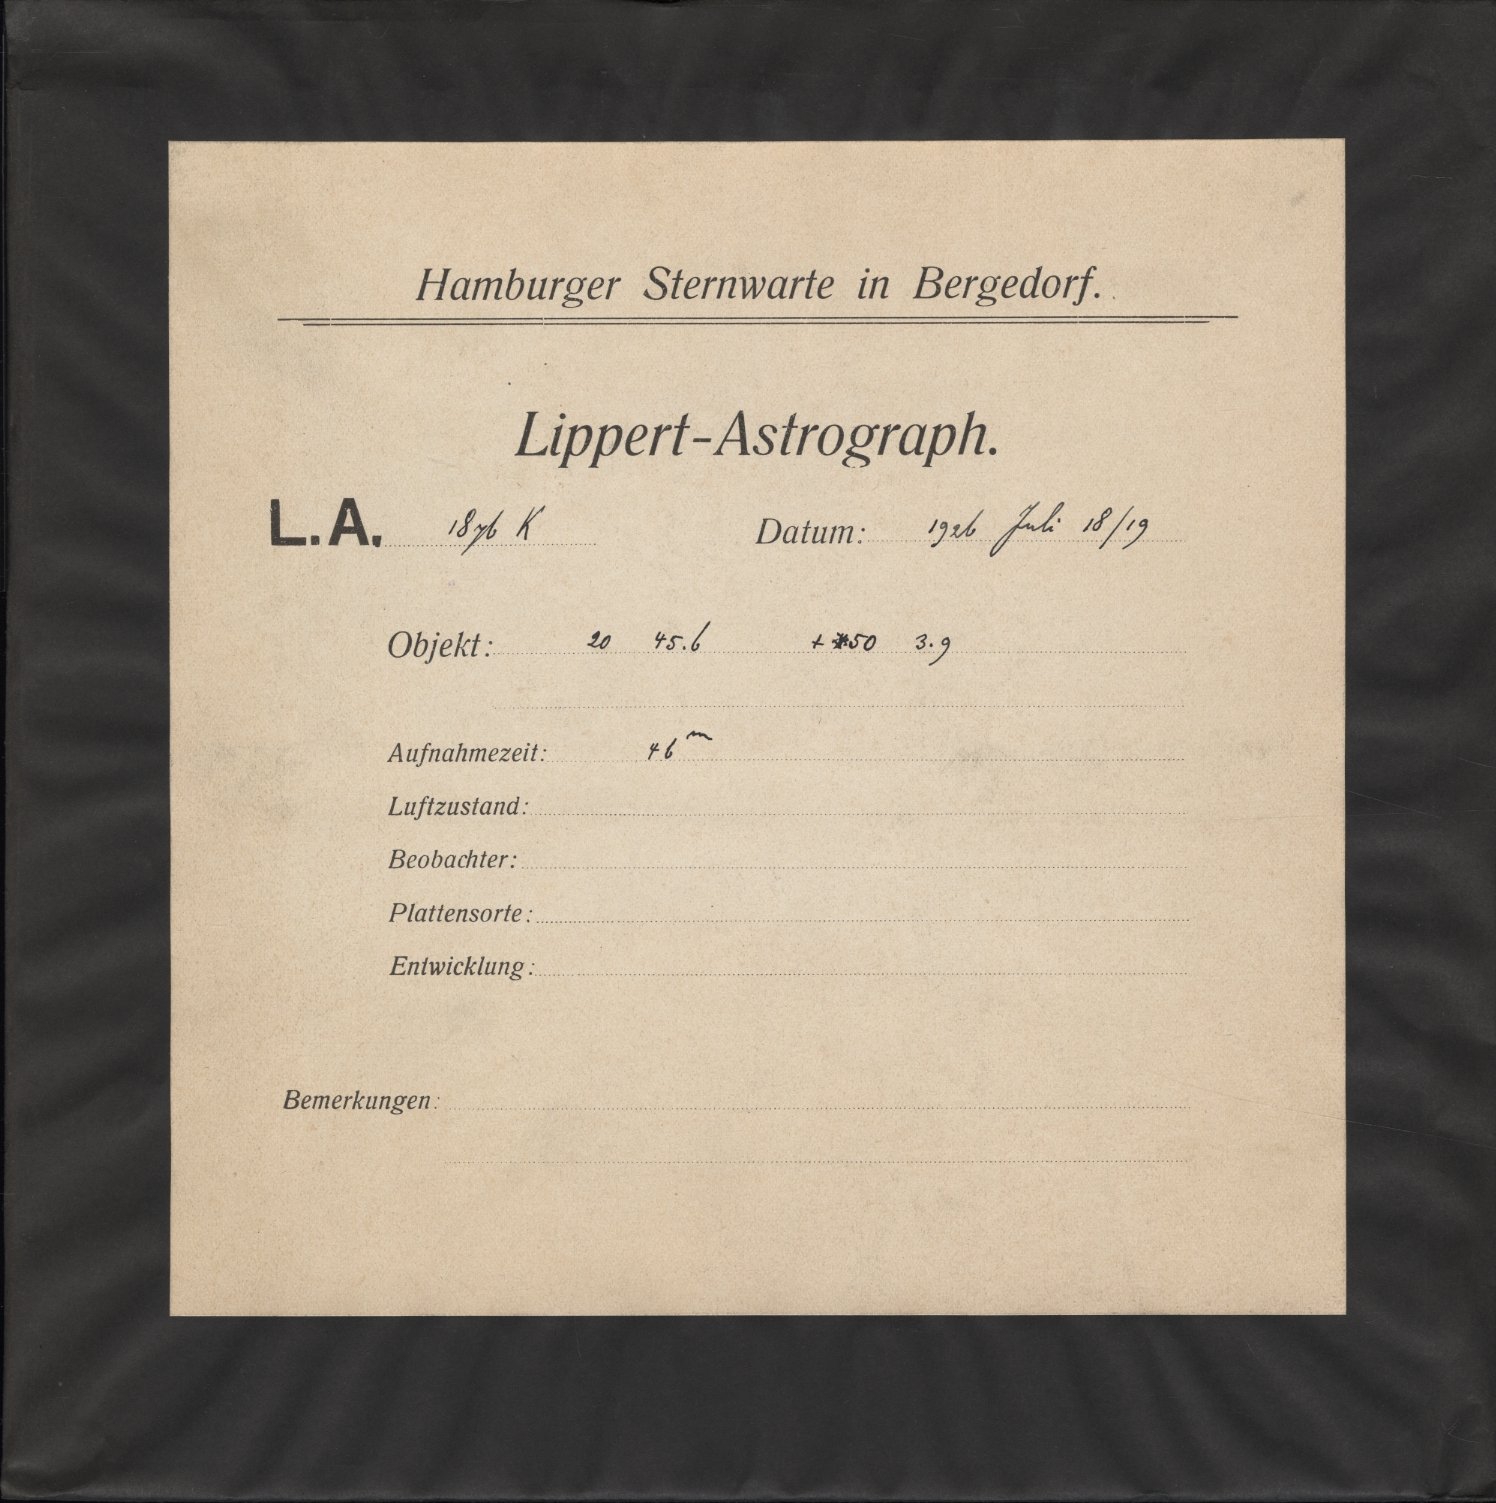 Hamburger Sternwarte in Bergedorf.
Lippert-Astrograph.
L.A. 1876 K Datum: 1926 Juli 18/19
Objekt: 20 45.6 + 50 3.9
Aufnahmezeit: 46 m
Luftzustand:
Beobachter:
Plattensorte:
Entwicklung:
Bemerkungen: